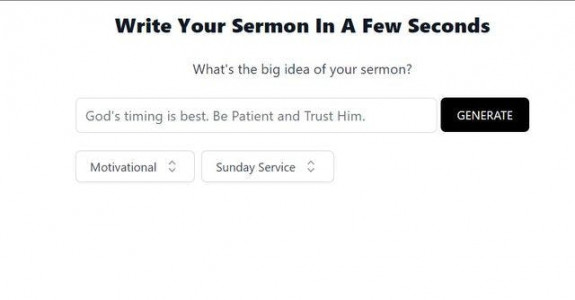 Write Your Sermon In A Few Seconds
What's the big idea of your sermon?
God's timing is best. Be Patient and Trust Him. GENERATE
Motivational Sunday Service